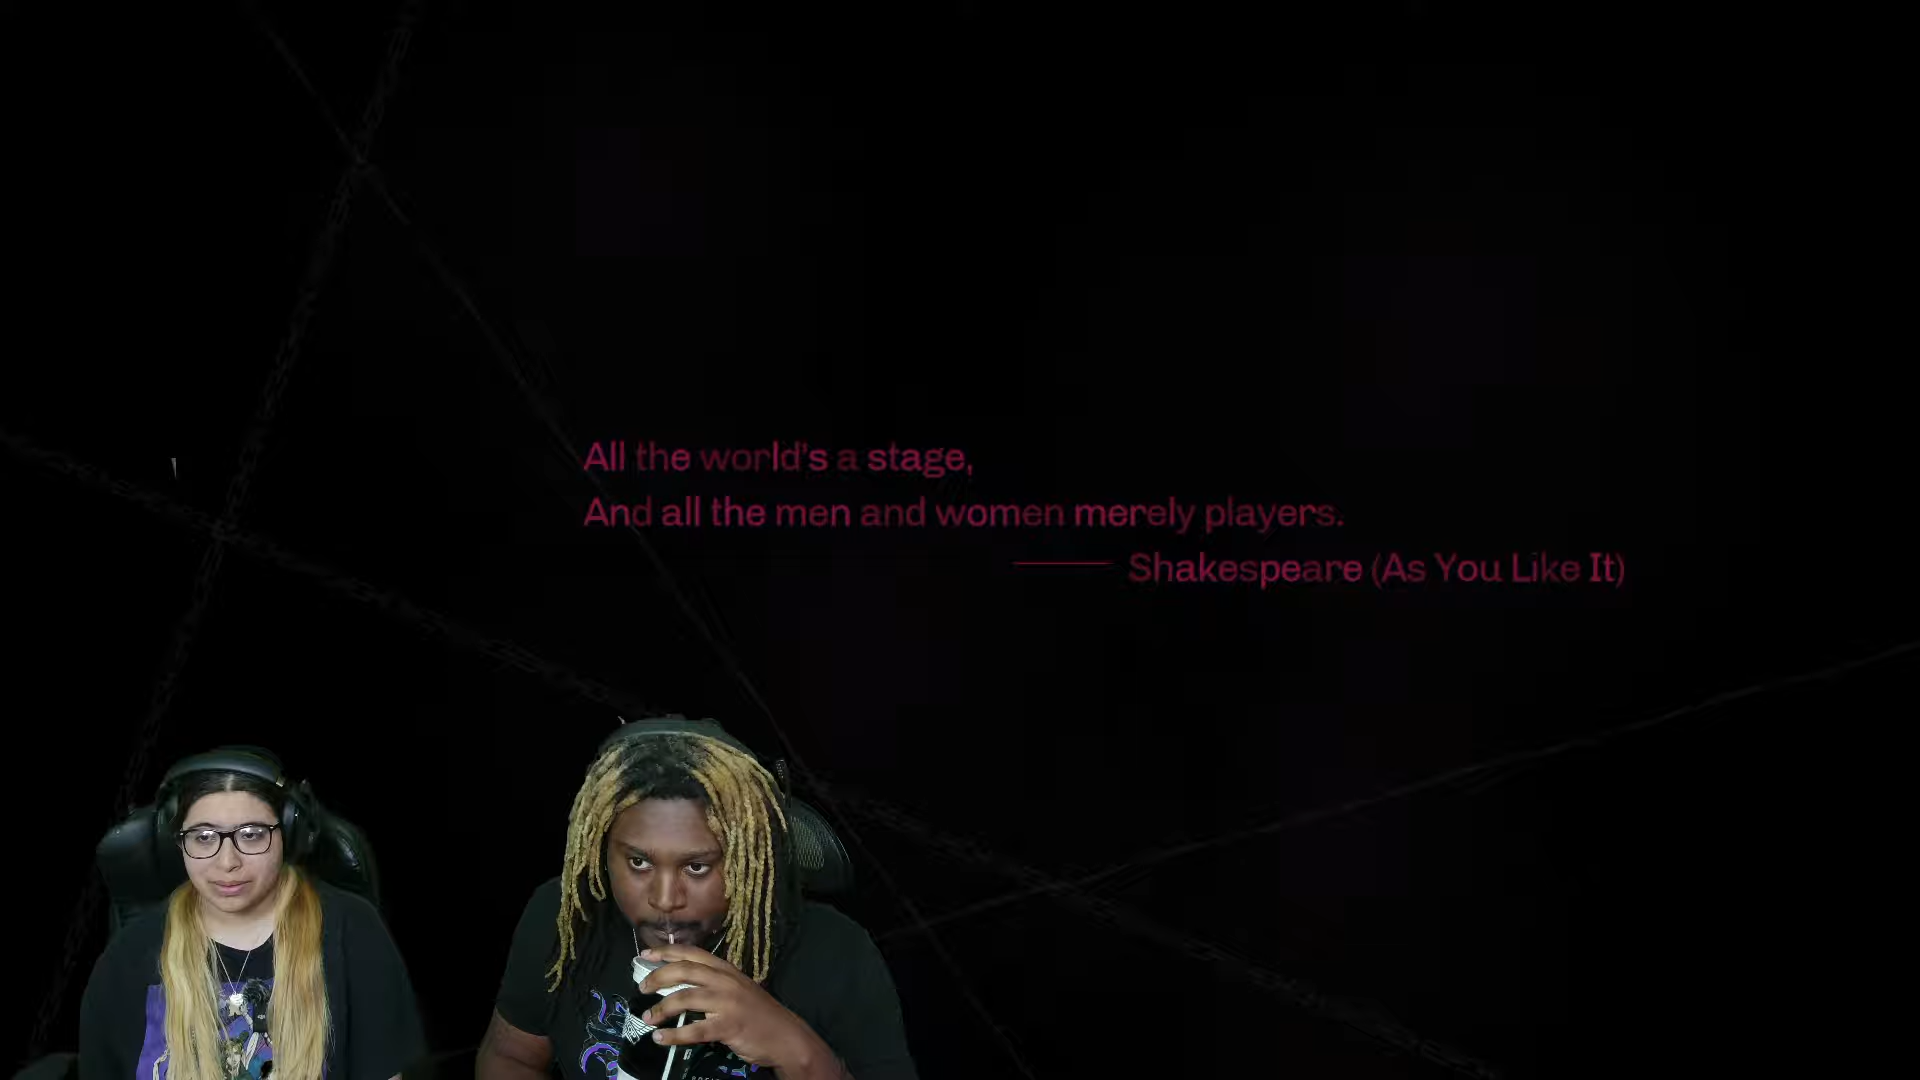 All the world's a stage,
And all the men and women merely players.
Shakespeare (As You Like It)